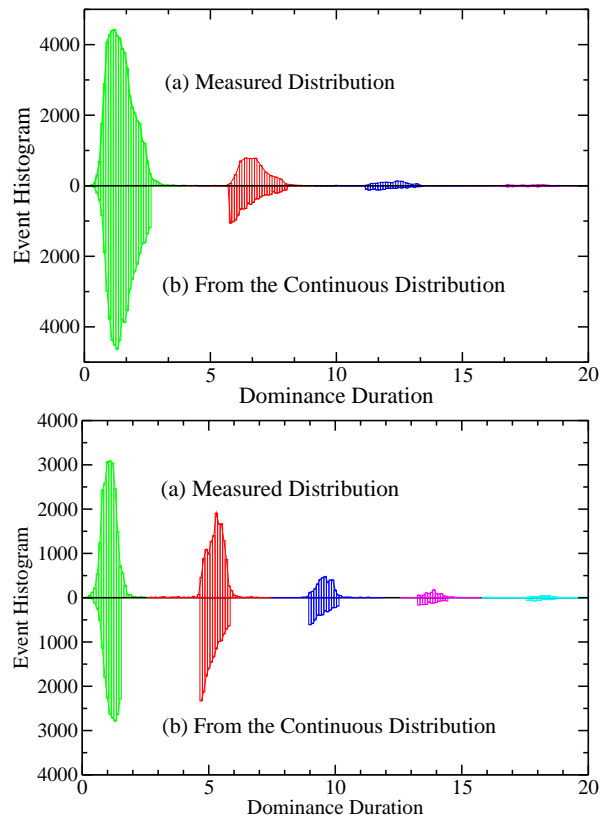 4000
(a) Measured Distribution
2000
Event Histogram
0
2000
(b) From the Continuous Distribution
4000
0 5 10 15 20
Dominance Duration
4000
3000
(a) Measured Distribution
2000
1000
Event Histogram
0
1000
2000
3000
(b) From the Continuous Distribution
4000
0 5 10 15 20
Dominance Duration